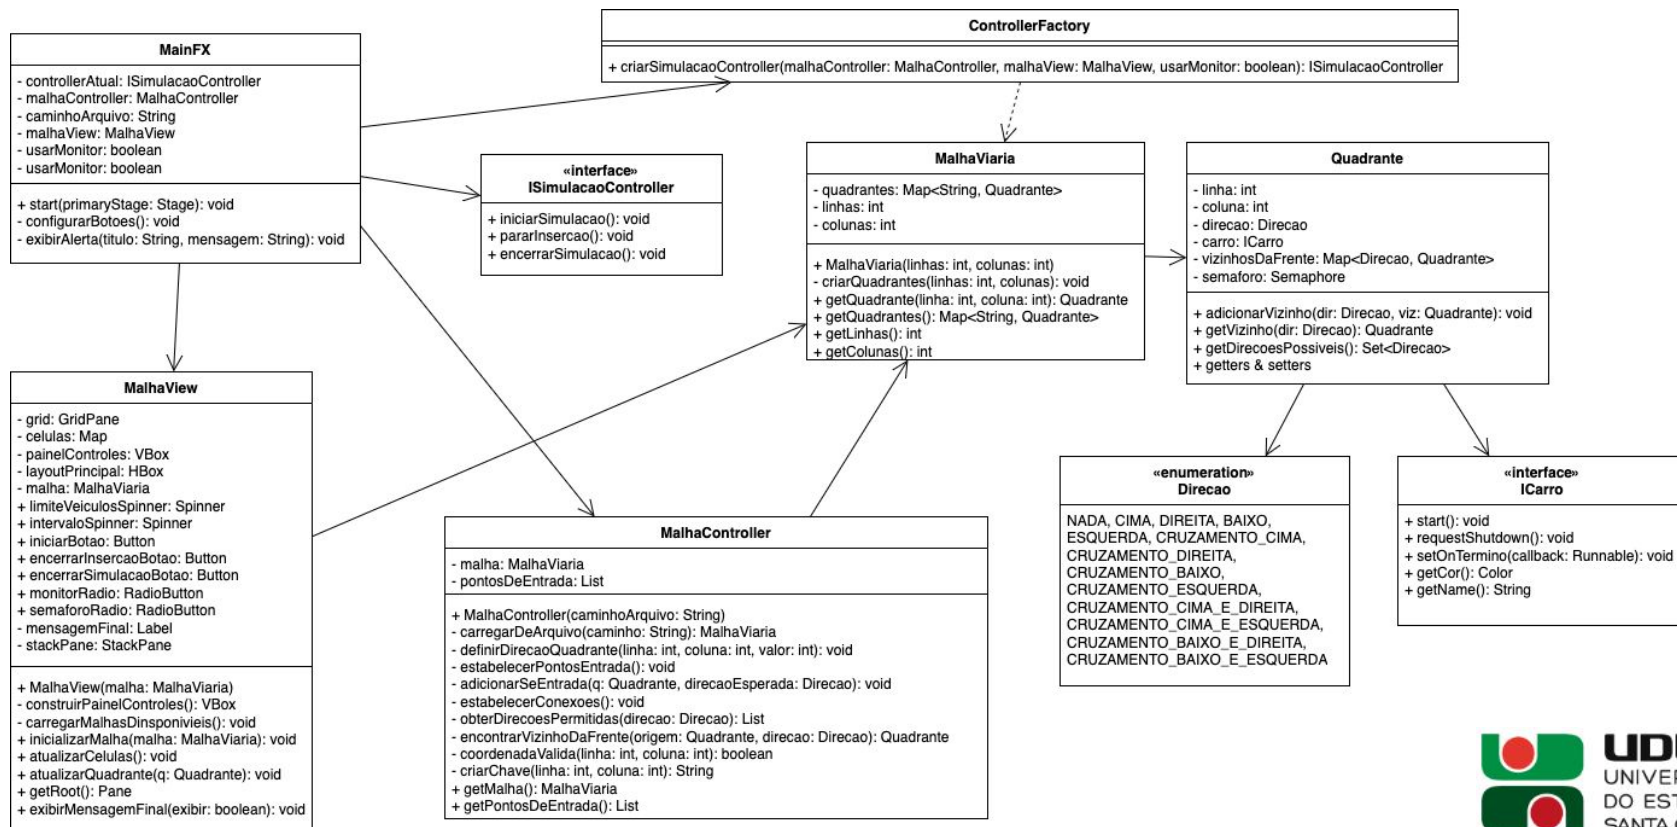 MainFX
- controllerAtual: ISimulacaoController
- malhaController: MalhaController
- caminhoArquivo: String
- malhaView: MalhaView
- usarMonitor: boolean
- usarMonitor: boolean
+ start(primaryStage: Stage): void
- configurarBotoes(): void
- exibirAlerta(titulo: String, mensagem: String): void
ControllerFactory
+ criarSimulacaoController(malhaController: MalhaController, malhaView: MalhaView, usarMonitor: boolean): ISimulacaoController
«interface»
ISimulacaoController
+ iniciarSimulacao(): void
+ pararInsercao(): void
+ encerrarSimulacao(): void
MalhaViaria
- quadrantes: Map<String, Quadrante>
- linhas: int
- colunas: int
+ MalhaViaria(linhas: int, colunas: int)
- criarQuadrantes(linhas: int, colunas): void
+ getQuadrante(linha: int, coluna: int): Quadrante
+ getQuadrantes(): Map<String, Quadrante>
+ getLinhas(): int
+ getColunas(): int
Quadrante
- linha: int
- coluna: int
- direcao: Direcao
- carro: ICarro
- vizinhosDaFrente: Map<Direcao, Quadrante>
- semaforo: Semaphore
+ adicionarVizinho(dir: Direcao, viz: Quadrante): void
+ getVizinho(dir: Direcao): Quadrante
+ getDirecoesPossiveis(): Set<Direcao>
+ getters & setters
MalhaView
- grid: GridPane
- celulas: Map
- painelControles: VBox
- layoutPrincipal: HBox
- malha: MalhaViaria
+ limiteVeiculosSpinner: Spinner
+ intervaloSpinner: Spinner
+ iniciarBotao: Button
+ encerrarInsercaoBotao: Button
+ encerrarSimulacaoBotao: Button
+ monitorRadio: RadioButton
+ semaforoRadio: RadioButton
- mensagemFinal: Label
- stackPane: StackPane
+ MalhaView(malha: MalhaViaria)
- construirPainelControles(): VBox
- carregarMalhasDinsponivieis(): void
+ inicializarMalha(malha: MalhaViaria): void
+ atualizarCelulas(): void
+ atualizarQuadrante(q: Quadrante): void
+ getRoot(): Pane
+ exibirMensagemFinal(exibir: boolean): void
MalhaController
- malha: MalhaViaria
- pontosDeEntrada: List
+ MalhaController(caminhoArquivo: String)
- carregarDeArquivo(caminho: String): MalhaViaria
- definirDirecaoQuadrante(linha: int, coluna: int, valor: int): void
- estabelecerPontosEntrada(): void
- adicionarSeEntrada(q: Quadrante, direcaoEsperada: Direcao): void
- estabelecerConexoes(): void
- obterDirecoesPermitidas(direcao: Direcao): List
- encontrarVizinhoDaFrente(origem: Quadrante, direcao: Direcao): Quadrante
- coordenadaValida(linha: int, coluna: int): boolean
- criarChave(linha: int, coluna: int): String
+ getMalha(): MalhaViaria
+ getPontosDeEntrada(): List
«enumeration»
Direcao
NADA, CIMA, DIREITA, BAIXO,
ESQUERDA, CRUZAMENTO_CIMA,
CRUZAMENTO_DIREITA,
CRUZAMENTO_BAIXO,
CRUZAMENTO_ESQUERDA,
CRUZAMENTO_CIMA_E_DIREITA,
CRUZAMENTO_CIMA_E_ESQUERDA,
CRUZAMENTO_BAIXO_E_DIREITA,
CRUZAMENTO_BAIXO_E_ESQUERDA
«interface»
ICarro
+ start(): void
+ requestShutdown(): void
+ setOnTermino(callback: Runnable): void
+ getCor(): Color
+ getName(): String
DO